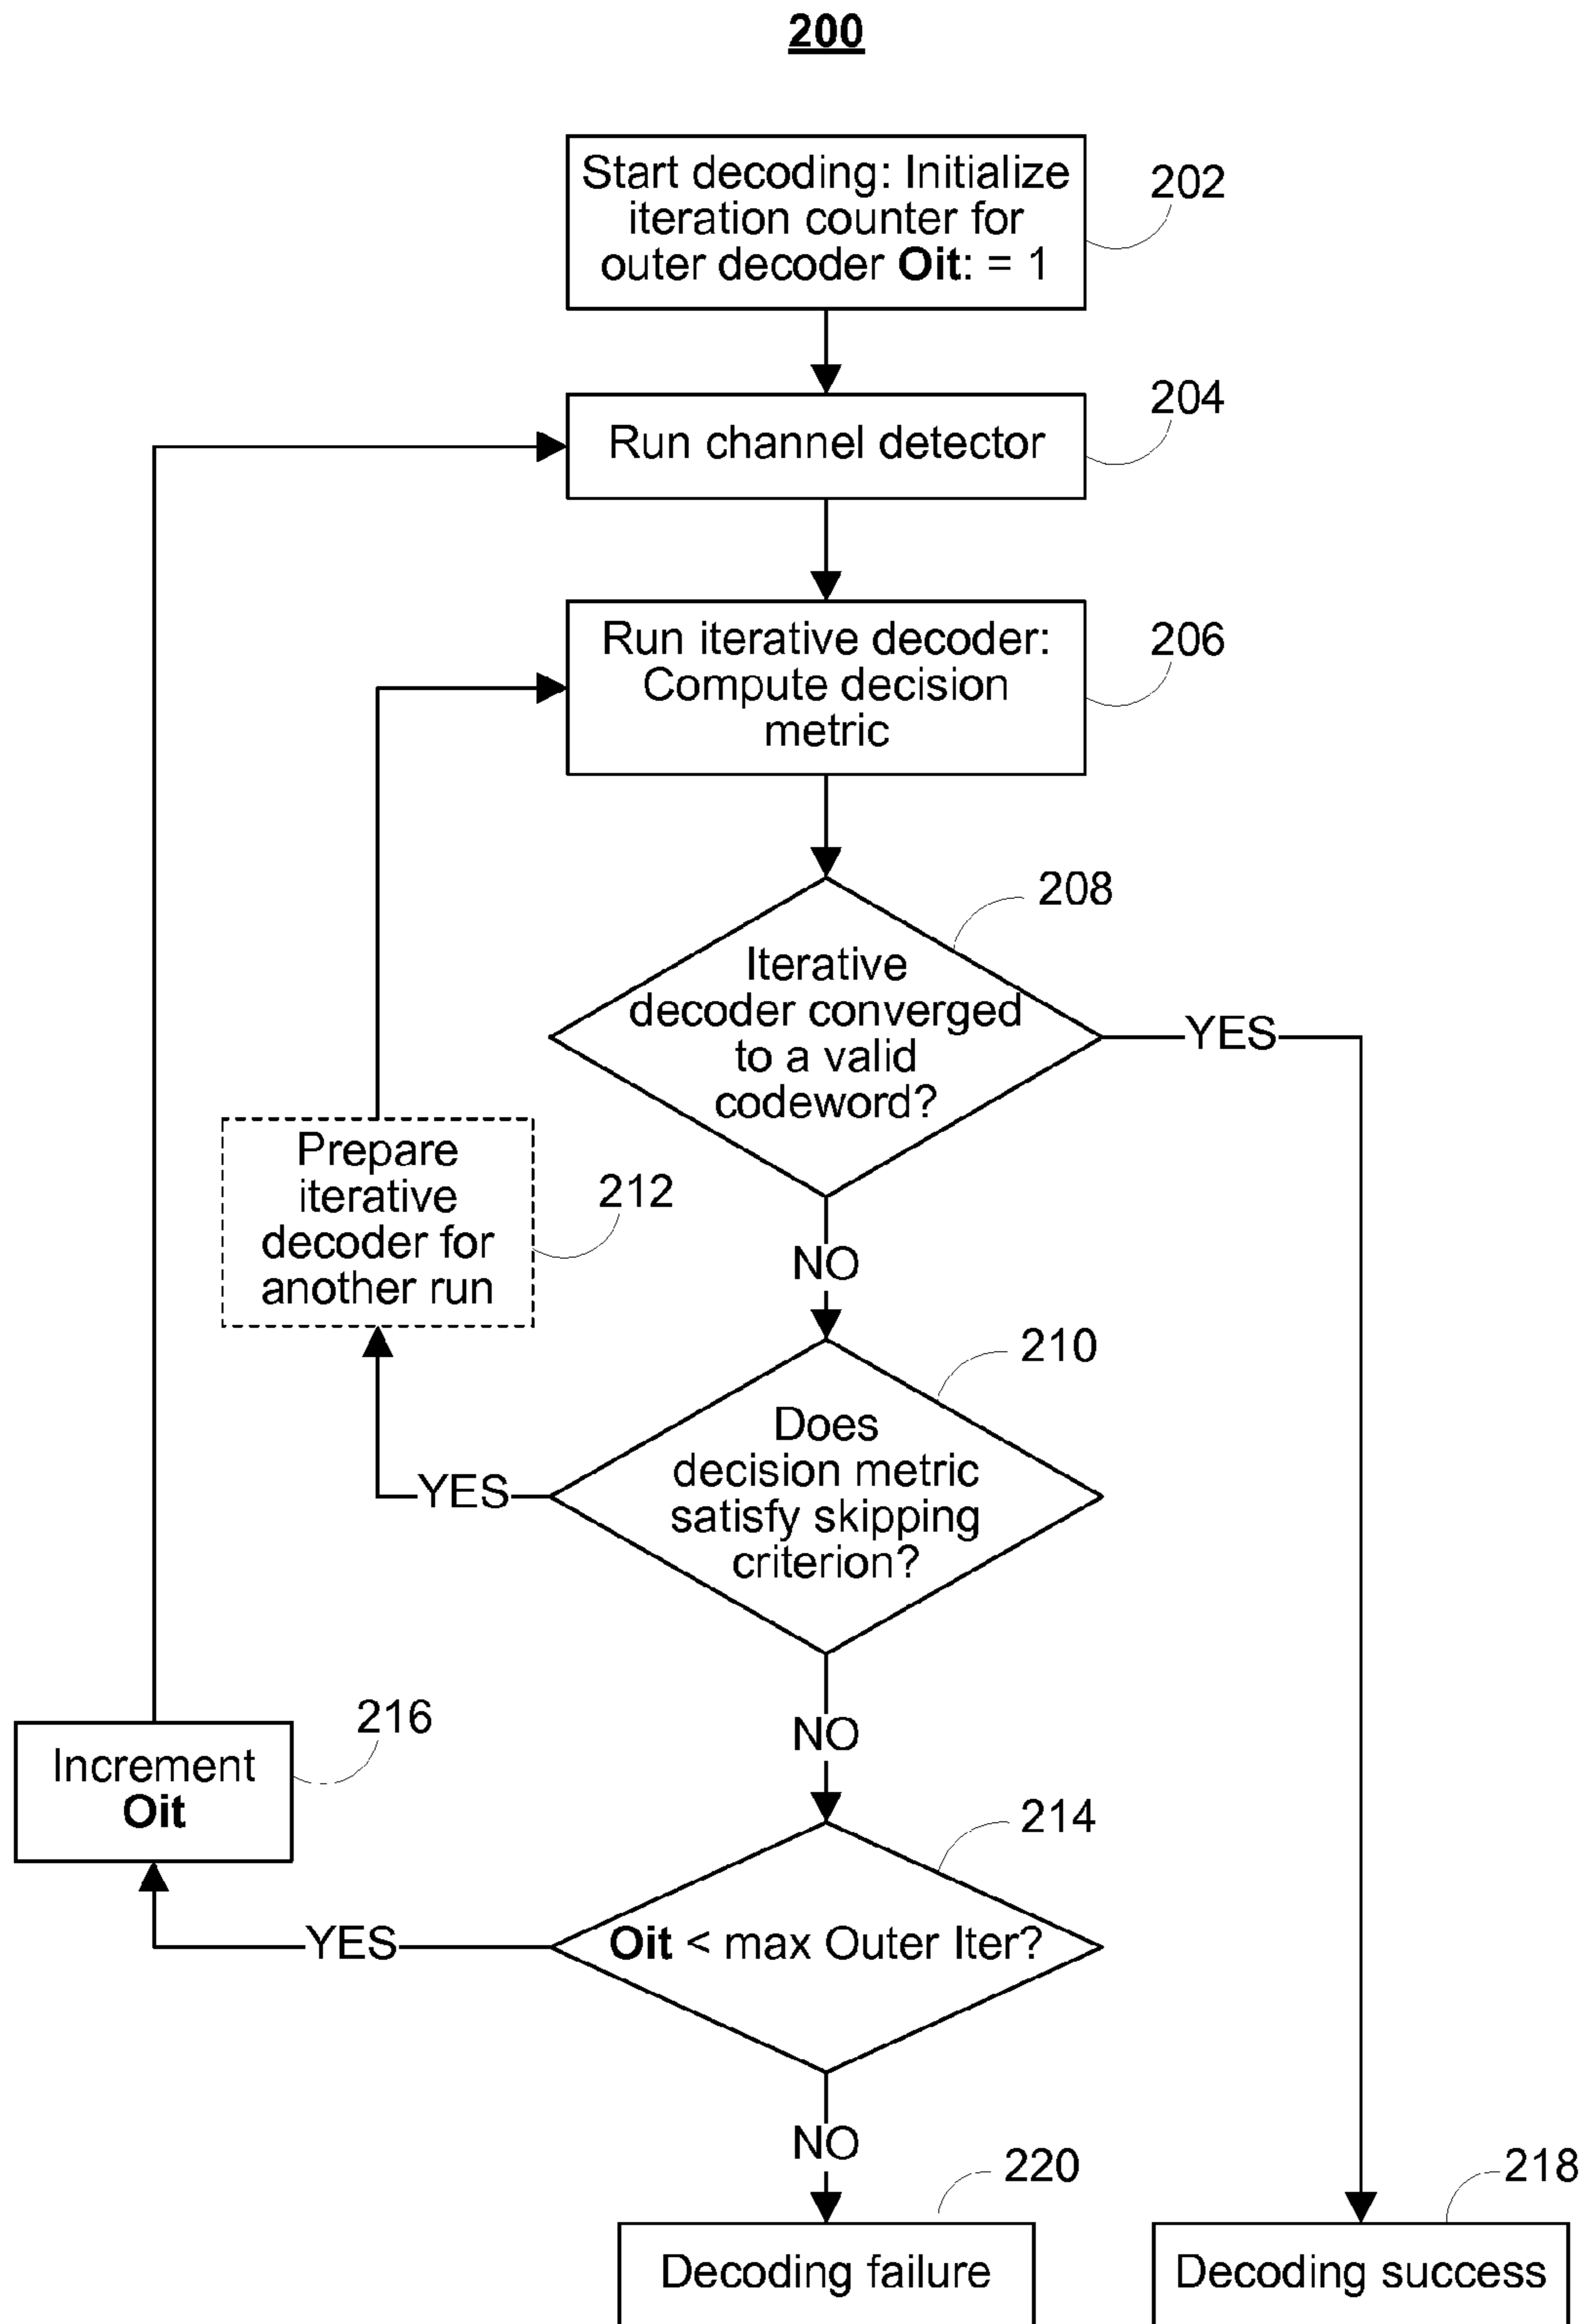 200
Start decoding: Initialize
iteration counter for
outer decoder Oit: = 1
202
Run channel detector
204
Run iterative decoder:
Compute decision
metric
206
Iterative
decoder converged
to a valid
codeword?
208
YES
Prepare
iterative
decoder for
another run
212
NO
Does
decision metric
satisfy skipping
criterion?
210
YES
NO
Increment
Oit
216
Oit < max Outer Iter?
214
YES
NO
Decoding failure
220
Decoding success
218